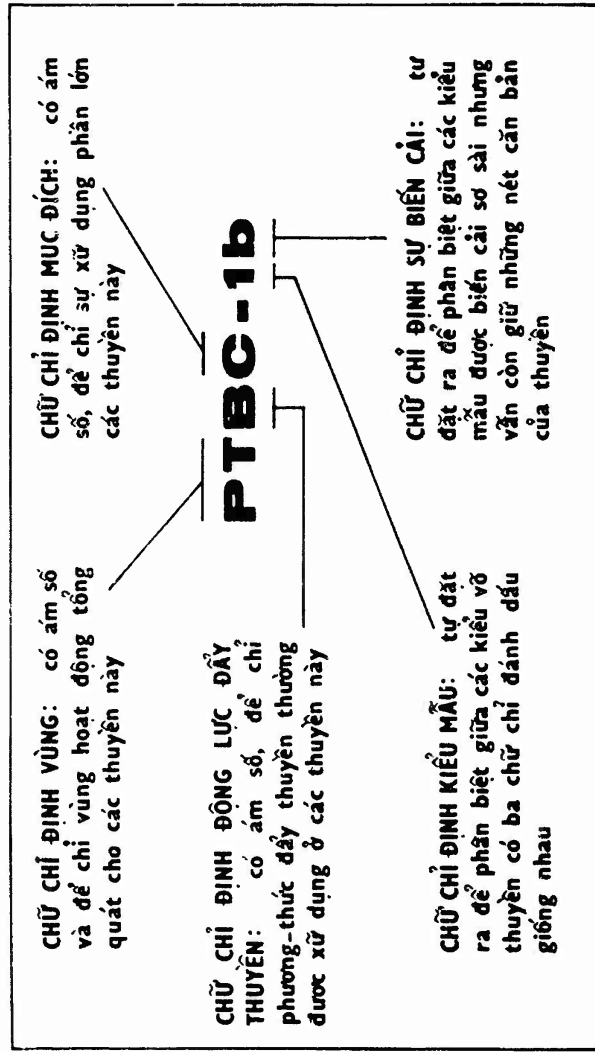 CHỮ CHỈ ĐỊNH VÙNG: có ám số
và để chỉ vùng hoạt động tổng
quát cho các thuyền này
CHỮ CHỈ ĐỊNH MUC ĐÍCH: có ám
số, để chỉ sự xử dụng phần lớn
các thuyền này
PTBC-1b
CHỮ CHỈ ĐỊNH ĐỘNG LỰC ĐẨY
THUYỀN: có ám số, để chỉ
phương-thức đẩy thuyền thường
được xử dụng ở các thuyền này
CHỮ CHỈ ĐỊNH KIỂU MẪU: tự đặt
ra để phân biệt giữa các kiểu võ
thuyền có ba chữ chỉ đánh dấu
giống nhau
CHỮ CHỈ ĐỊNH SỰ BIẾN CẢI: tư
đặt ra để phân biệt giữa các kiểu
mẫu được biến cải sơ sài nhưng
vẫn còn giữ những nét căn bản
của thuyền